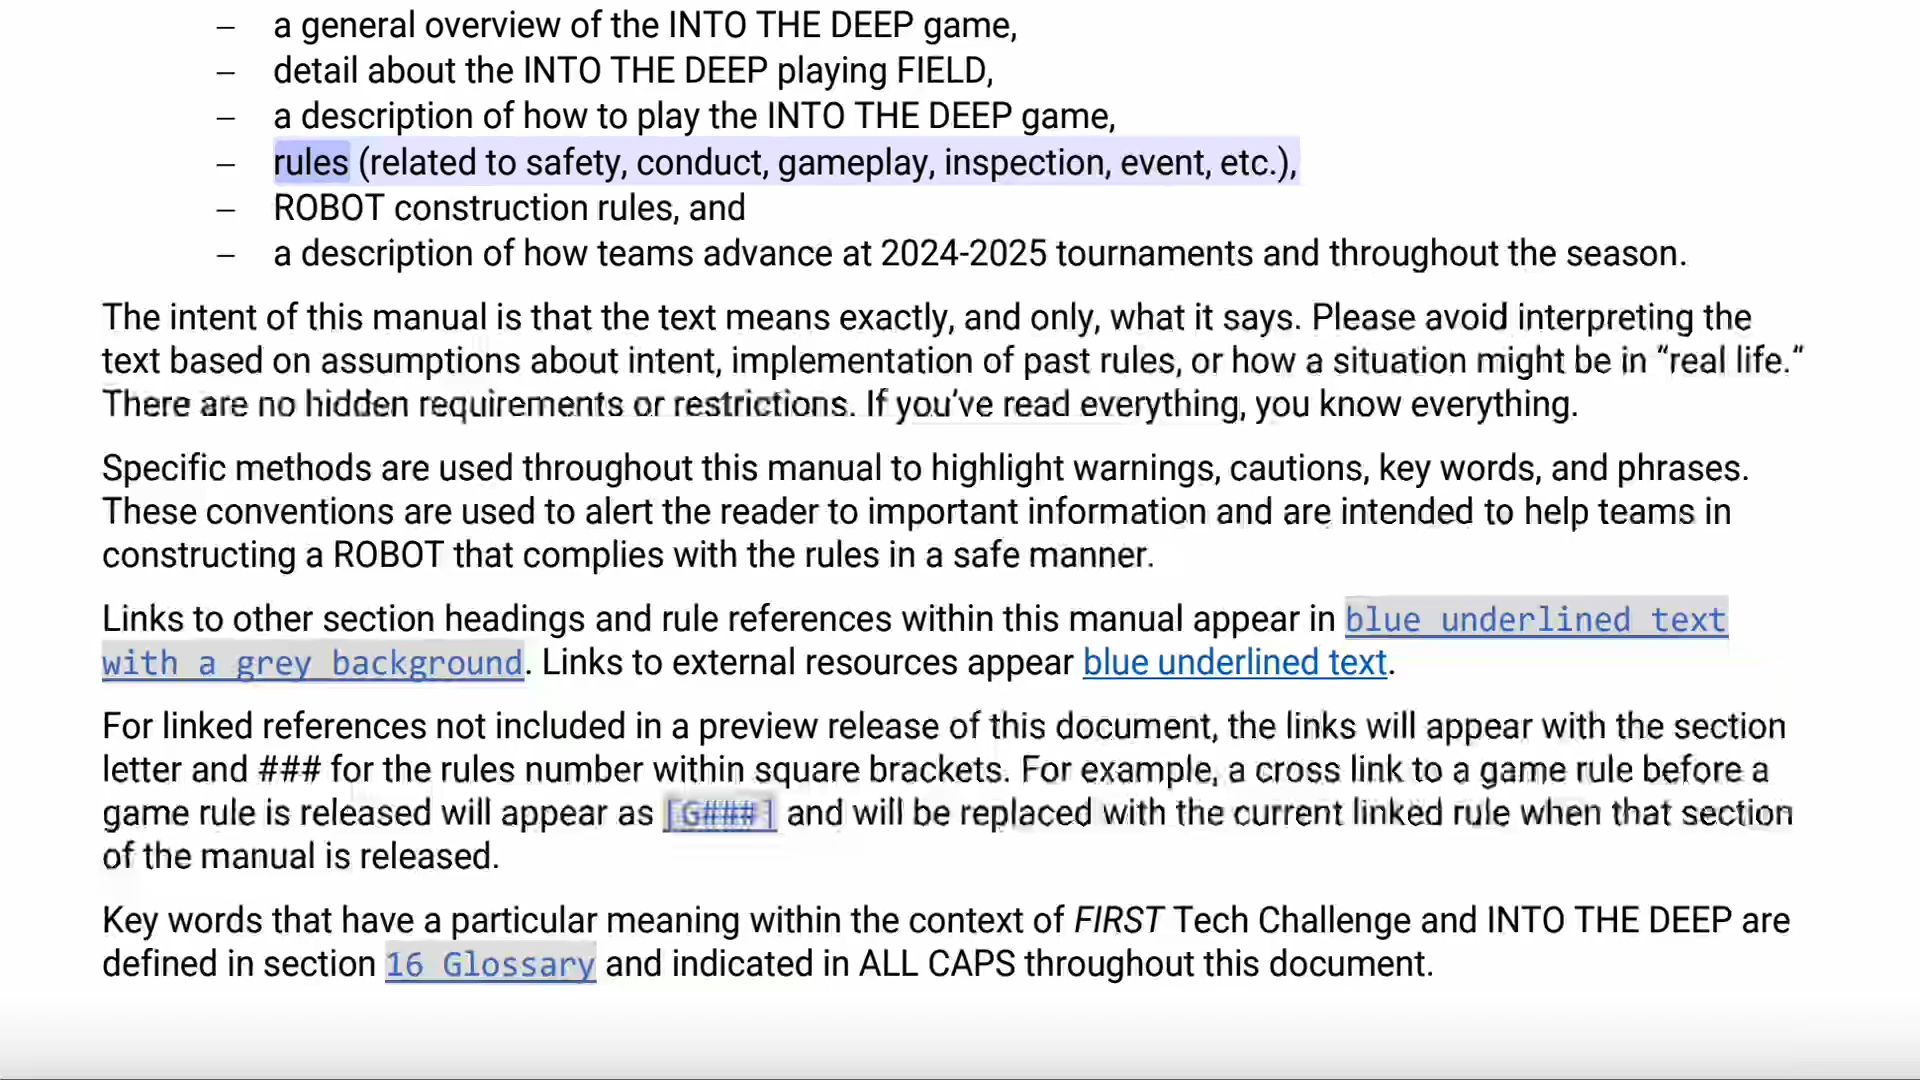 – a general overview of the INTO THE DEEP game,
– detail about the INTO THE DEEP playing FIELD,
– a description of how to play the INTO THE DEEP game,
– rules (related to safety, conduct, gameplay, inspection, event, etc.),
– ROBOT construction rules, and
– a description of how teams advance at 2024-2025 tournaments and throughout the season.
The intent of this manual is that the text means exactly, and only, what it says. Please avoid interpreting the
text based on assumptions about intent, implementation of past rules, or how a situation might be in “real life.”
There are no hidden requirements or restrictions. If you’ve read everything, you know everything.
Specific methods are used throughout this manual to highlight warnings, cautions, key words, and phrases.
These conventions are used to alert the reader to important information and are intended to help teams in
constructing a ROBOT that complies with the rules in a safe manner.
Links to other section headings and rule references within this manual appear in blue underlined text
with a grey background. Links to external resources appear blue underlined text.
For linked references not included in a preview release of this document, the links will appear with the section
letter and ### for the rules number within square brackets. For example, a cross link to a game rule before a
game rule is released will appear as [G###] and will be replaced with the current linked rule when that section
of the manual is released.
Key words that have a particular meaning within the context of FIRST Tech Challenge and INTO THE DEEP are
defined in section 16 Glossary and indicated in ALL CAPS throughout this document.